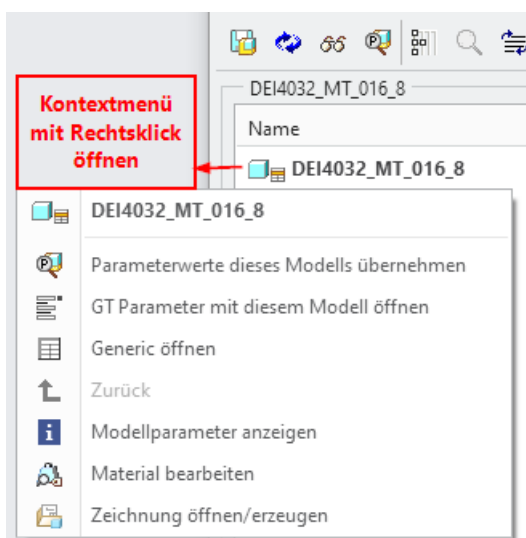 DEI4032_MT_016_8
Kontextmenü
mit Rechtsklick
öffnen
Name
DEI4032_MT_016_8
DEI4032_MT_016_8
Parameterwerte dieses Modells übernehmen
GT Parameter mit diesem Modell öffnen
Generic öffnen
Zurück
Modellparameter anzeigen
Material bearbeiten
Zeichnung öffnen/erzeugen